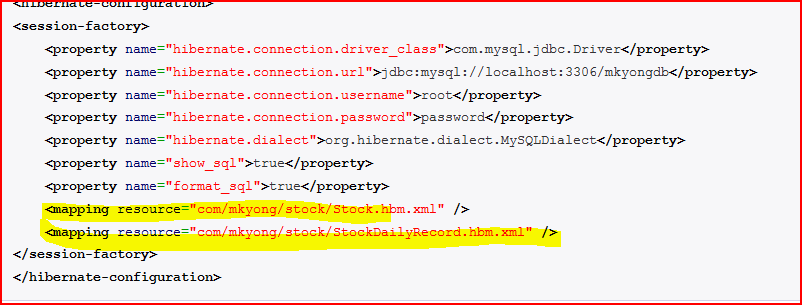 <hibernate-configuration>
<session-factory>
<property name="hibernate.connection.driver_class">com.mysql.jdbc.Driver</property>
<property name="hibernate.connection.url">jdbc:mysql://localhost:3306/mkyongdb</property>
<property name="hibernate.connection.username">root</property>
<property name="hibernate.connection.password">password</property>
<property name="hibernate.dialect">org.hibernate.dialect.MySQLDialect</property>
<property name="show_sql">true</property>
<property name="format_sql">true</property>
<mapping resource="com/mkyong/stock/Stock.hbm.xml" />
<mapping resource="com/mkyong/stock/StockDailyRecord.hbm.xml" />
</session-factory>
</hibernate-configuration>